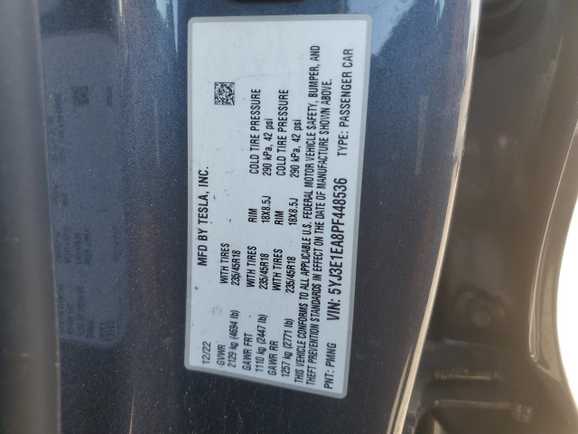 MFD BY TESLA, INC.
12/22
GVWR
2129 kg (4694 lb)
GAWR FRT WITH TIRES RIM COLD TIRE PRESSURE
1110 kg (2447 lb) 235/45R18 18X8.5J 290 kPa, 42 psi
GAWR RR WITH TIRES RIM COLD TIRE PRESSURE
1257 kg (2771 lb) 235/45R18 18X8.5J 290 kPa, 42 psi
THIS VEHICLE CONFORMS TO ALL APPLICABLE U.S. FEDERAL MOTOR VEHICLE SAFETY, BUMPER, AND
THEFT PREVENTION STANDARDS IN EFFECT ON THE DATE OF MANUFACTURE SHOWN ABOVE.
VIN: 5YJ3E1EA8PF448536
PNT: PMNG TYPE: PASSENGER CAR